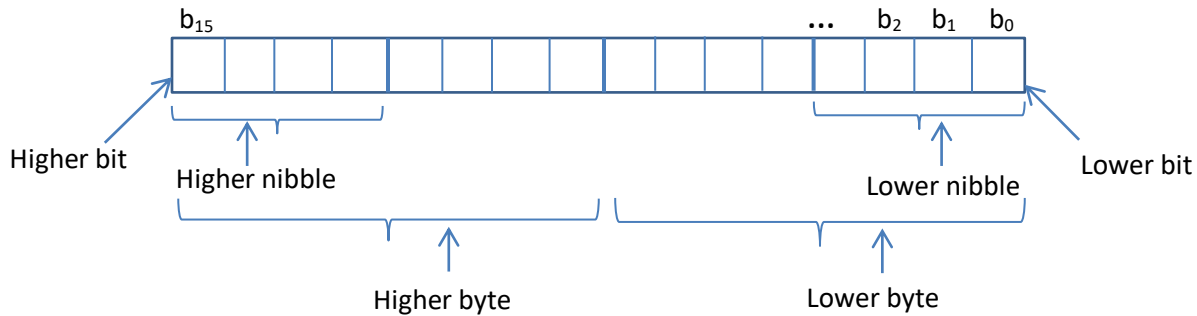 b₁₅ ... b₂ b₁ b₀
Higher bit
Lower bit
Higher nibble
Lower nibble
Higher byte
Lower byte